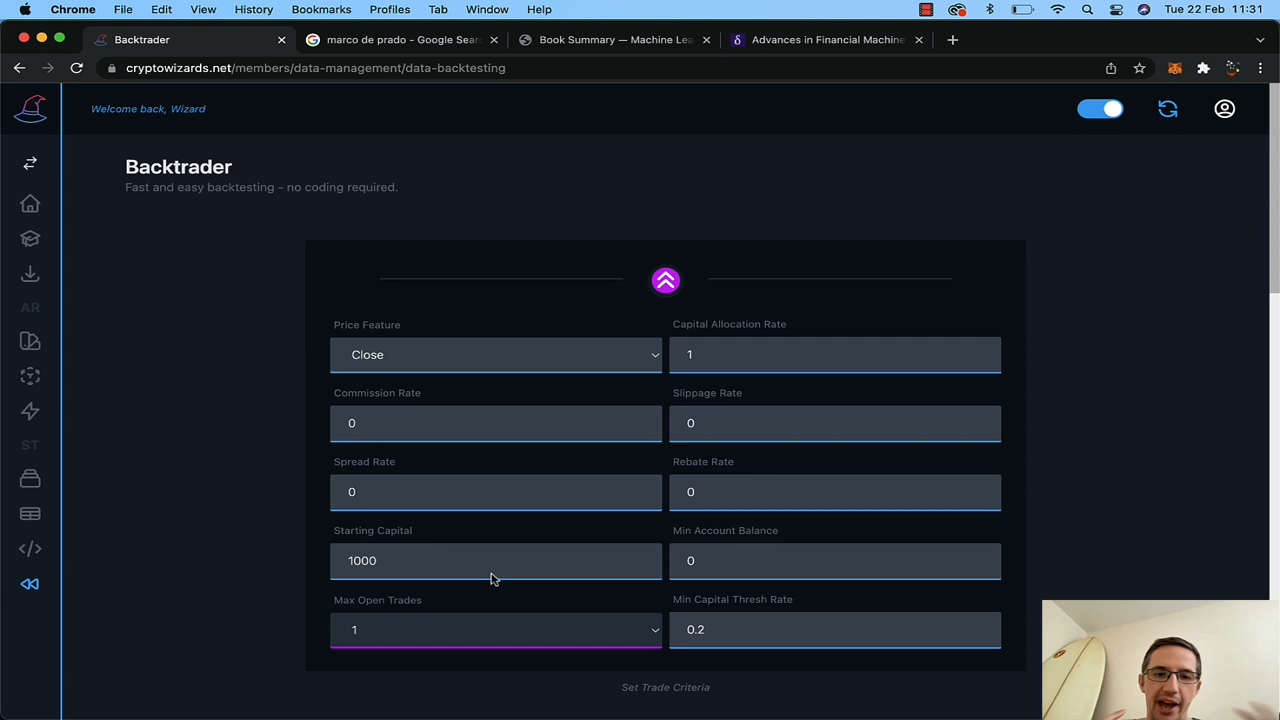 Chrome File Edit View History Bookmarks Profiles Tab Window Help Tue 22 Feb 11:31
Backtrader marco de prado - Google Sear Book Summary — Machine Lea Advances in Financial Machine
cryptowizards.net/members/data-management/data-backtesting
Welcome back, Wizard
Backtrader
Fast and easy backtesting - no coding required.
AR
ST
Price Feature Capital Allocation Rate
Close 1
Commission Rate Slippage Rate
0 0
Spread Rate Rebate Rate
0 0
Starting Capital Min Account Balance
1000 0
Max Open Trades Min Capital Thresh Rate
1 0.2
Set Trade Criteria